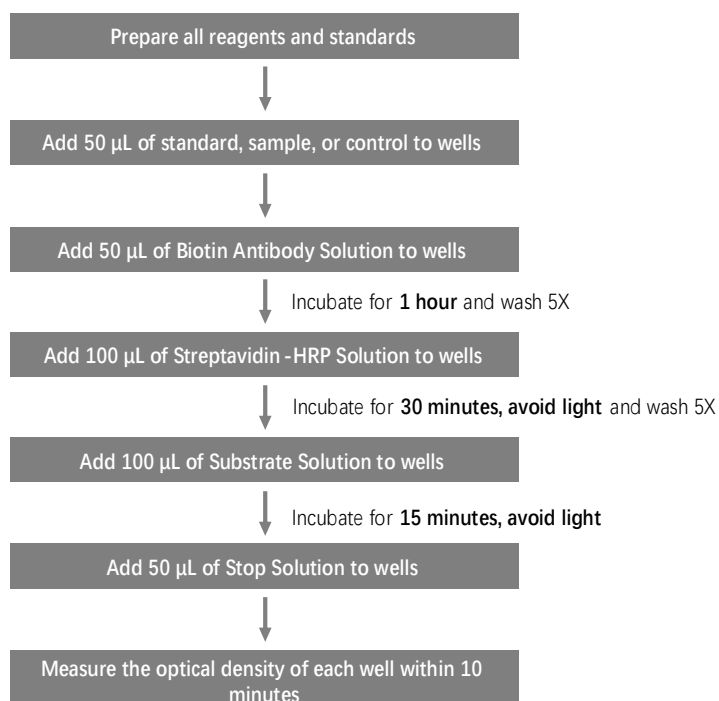 Prepare all reagents and standards
Add 50 μL of standard, sample, or control to wells
Add 50 μL of Biotin Antibody Solution to wells
Incubate for 1 hour and wash 5X
Add 100 μL of Streptavidin -HRP Solution to wells
Incubate for 30 minutes, avoid light and wash 5X
Add 100 μL of Substrate Solution to wells
Incubate for 15 minutes, avoid light
Add 50 μL of Stop Solution to wells
Measure the optical density of each well within 10
minutes